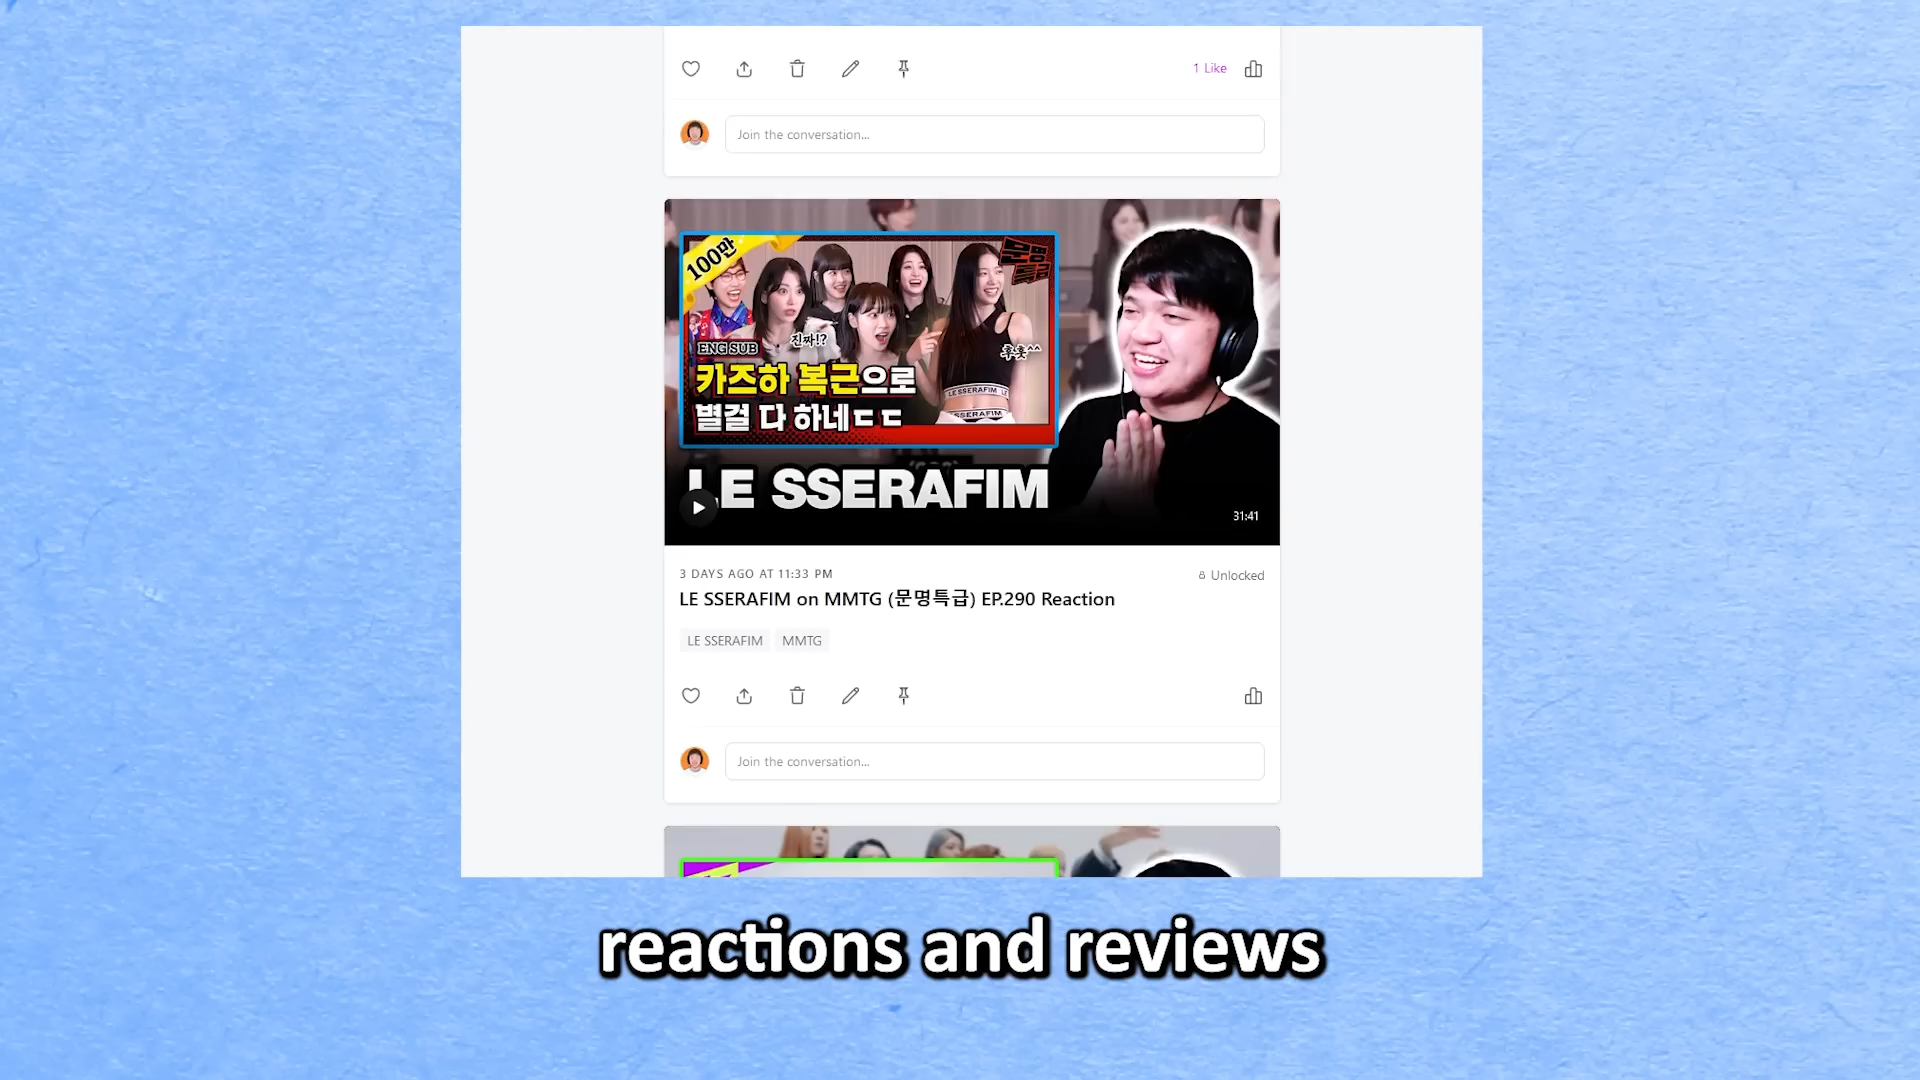 1 Like
Join the conversation...
100만
문명
특급
진짜!?
후훗^^
ENG SUB
카즈하 복근으로
별걸 다 하네ㄷㄷ
LE SSERAFIM
SSERAFIM
LE SSERAFIM
31:41
3 DAYS AGO AT 11:33 PM
Unlocked
LE SSERAFIM on MMTG (문명특급) EP.290 Reaction
LE SSERAFIM
MMTG
Join the conversation...
reactions and reviews